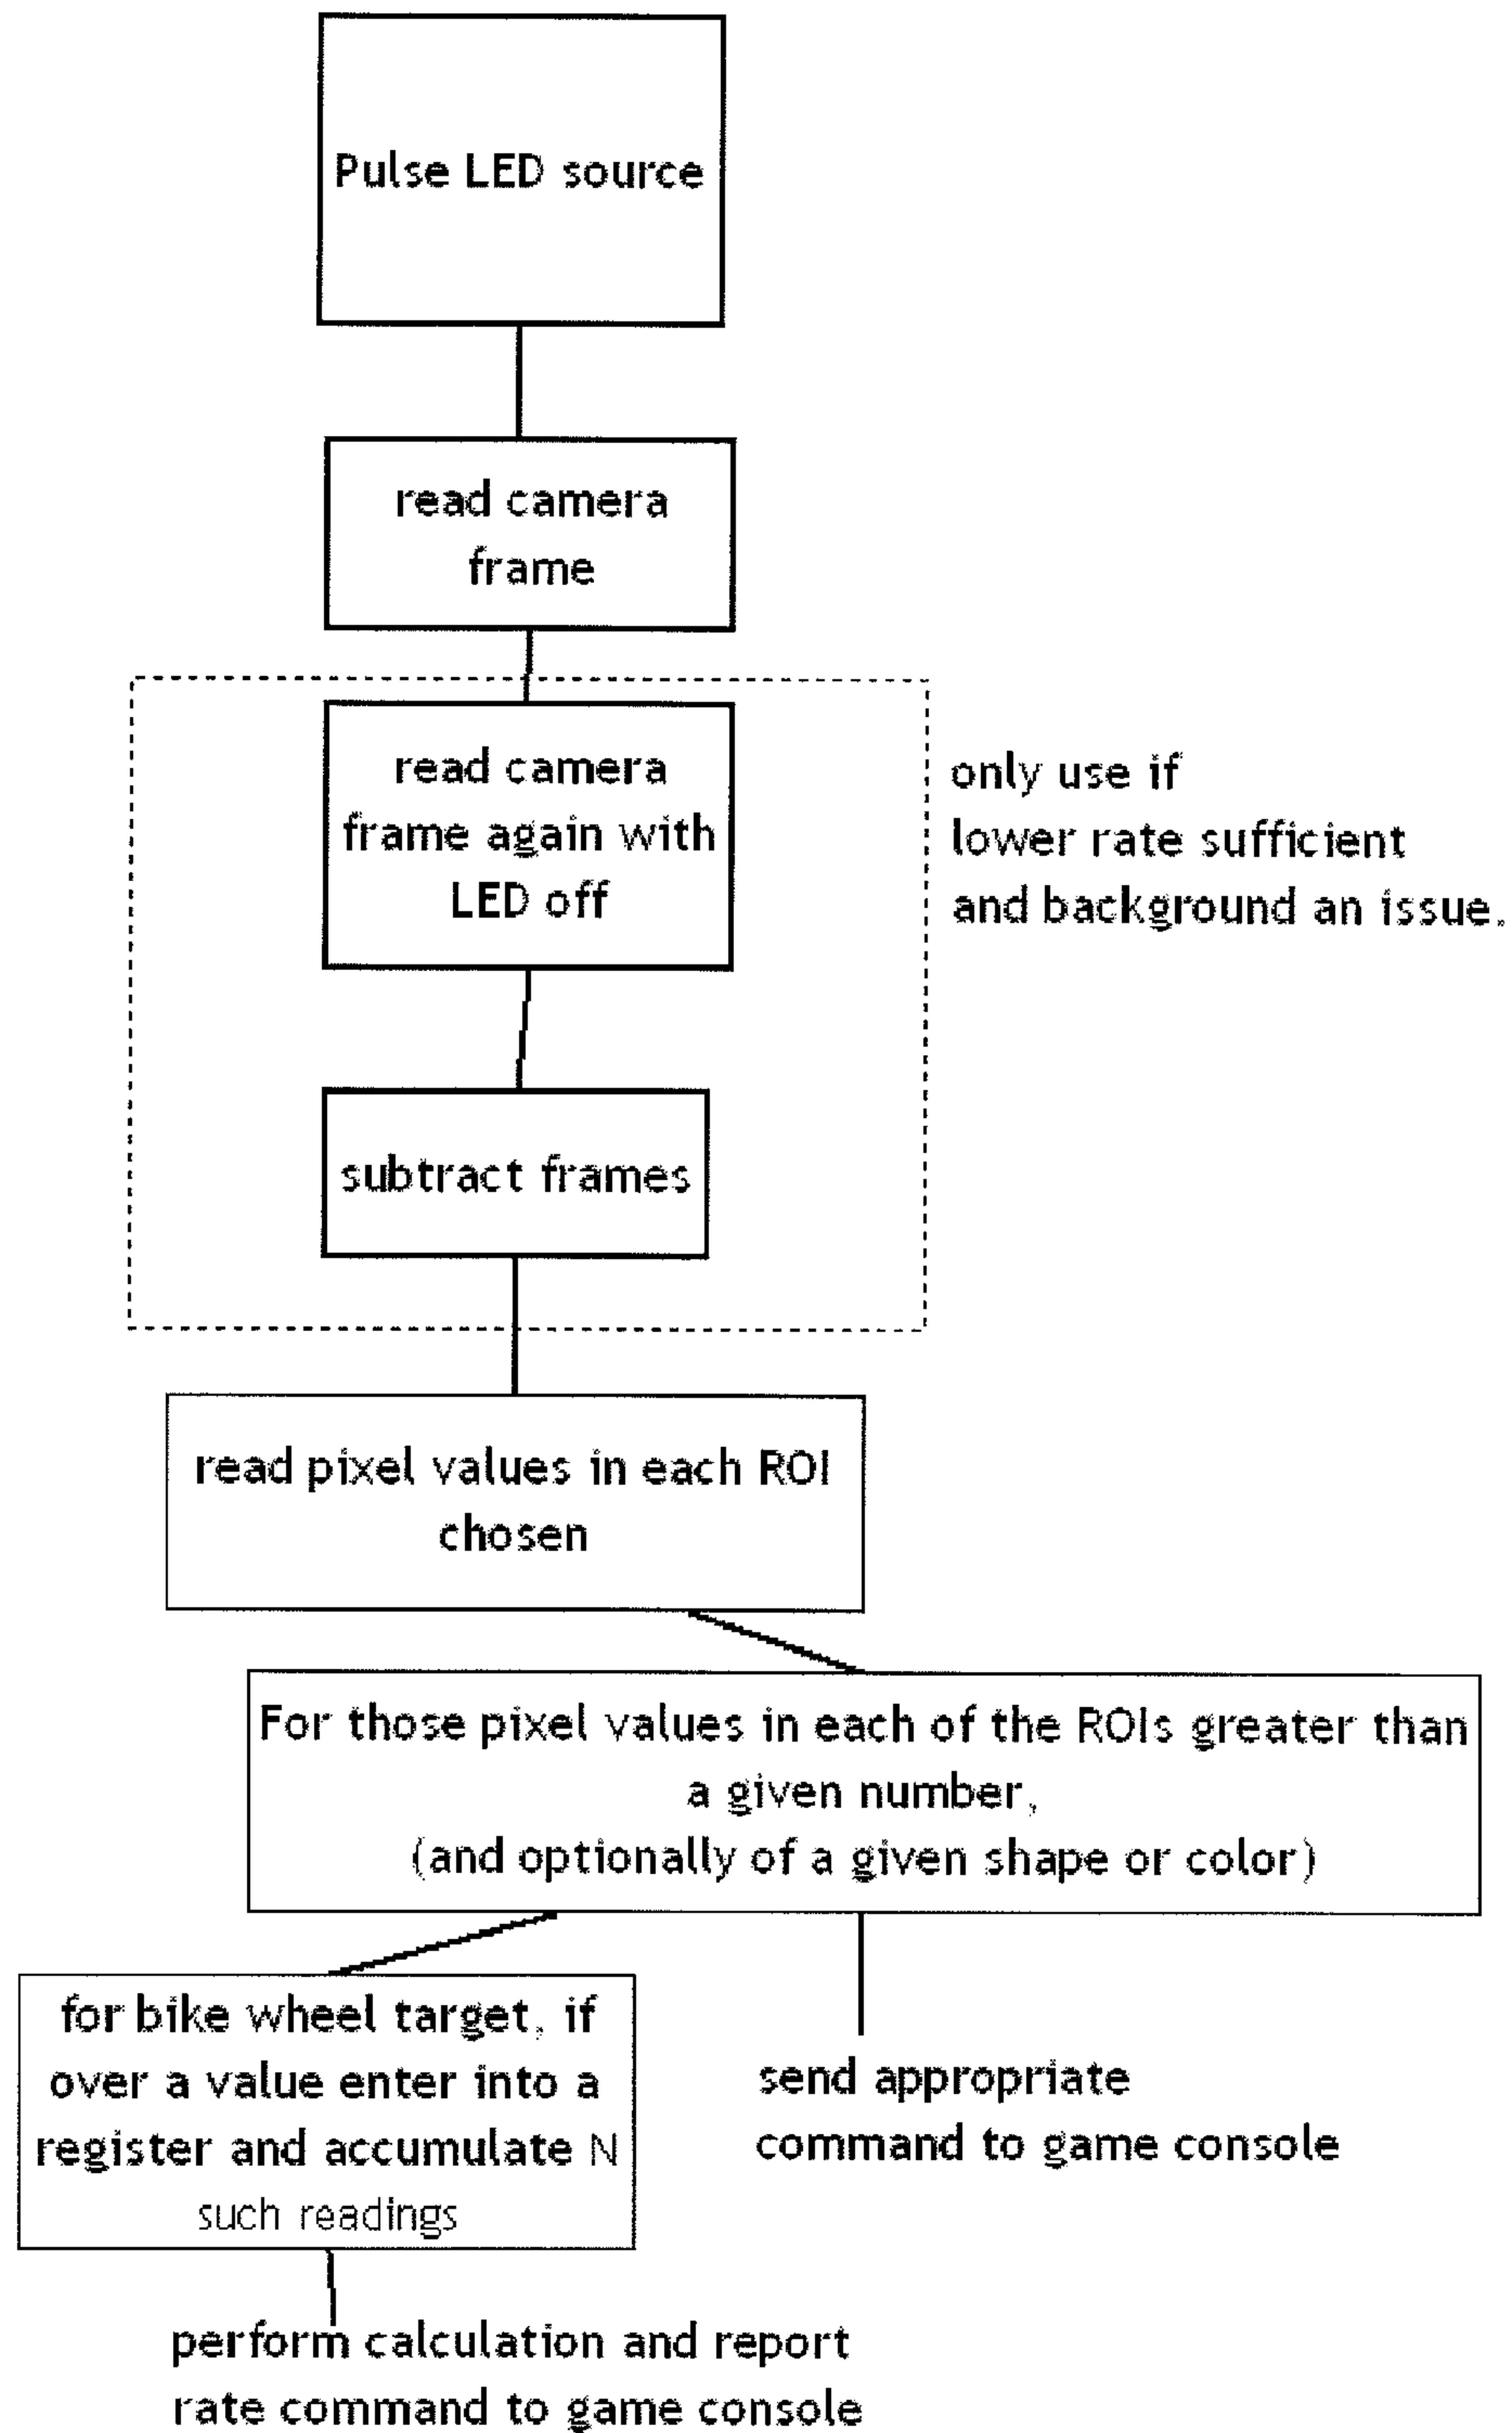 Pulse LED source
read camera
frame
read camera
frame again with
LED off
only use if
lower rate sufficient
and background an issue.
subtract frames
read pixel values in each ROI
chosen
For those pixel values in each of the ROIs greater than
a given number,
(and optionally of a given shape or color)
for bike wheel target, if
over a value enter into a
register and accumulate N
such readings
send appropriate
command to game console
perform calculation and report
rate command to game console